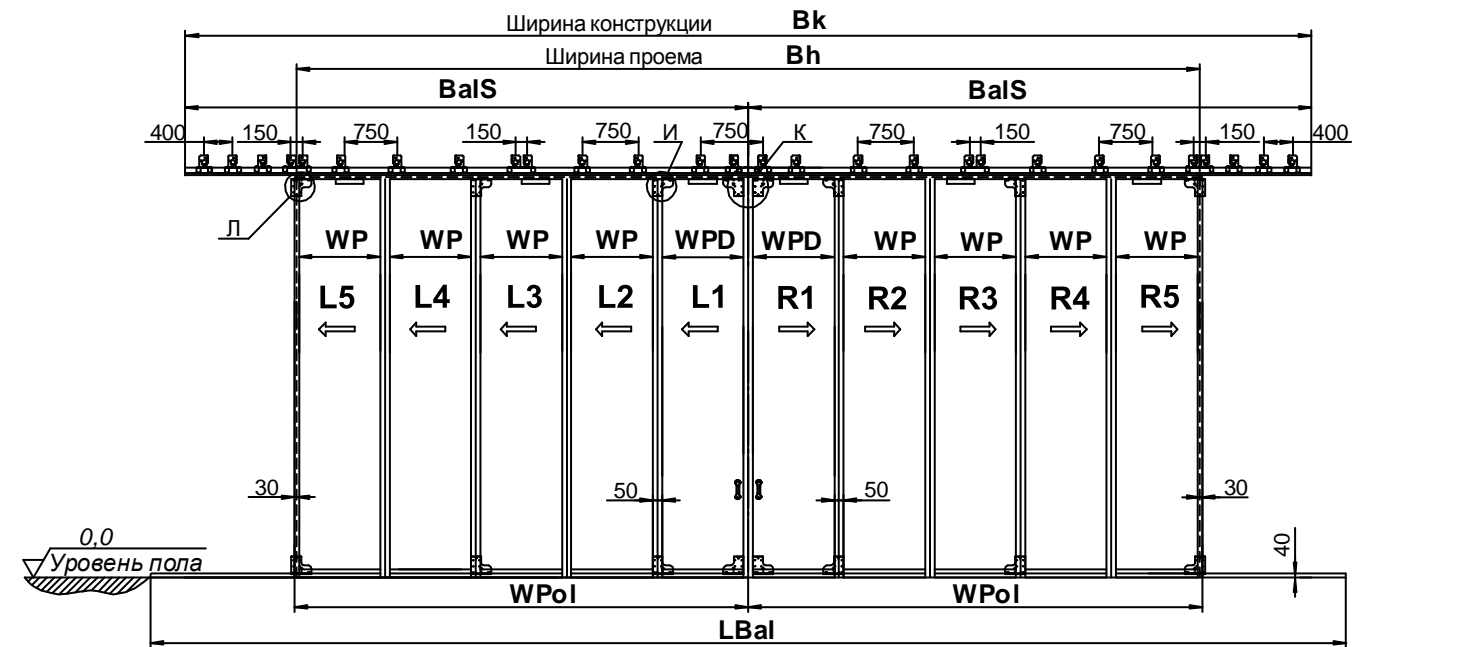 Ширина конструкции Bk
Ширина проема Bh
BalS BalS
400 150 750 150 750 И 750 К 750 150 750 150 400
Л
WP WP WP WP WPD WPD WP WP WP WP
L5 L4 L3 L2 L1 R1 R2 R3 R4 R5
30 50 50 30
0,0
Уровень пола
40
WPol WPol
LBal